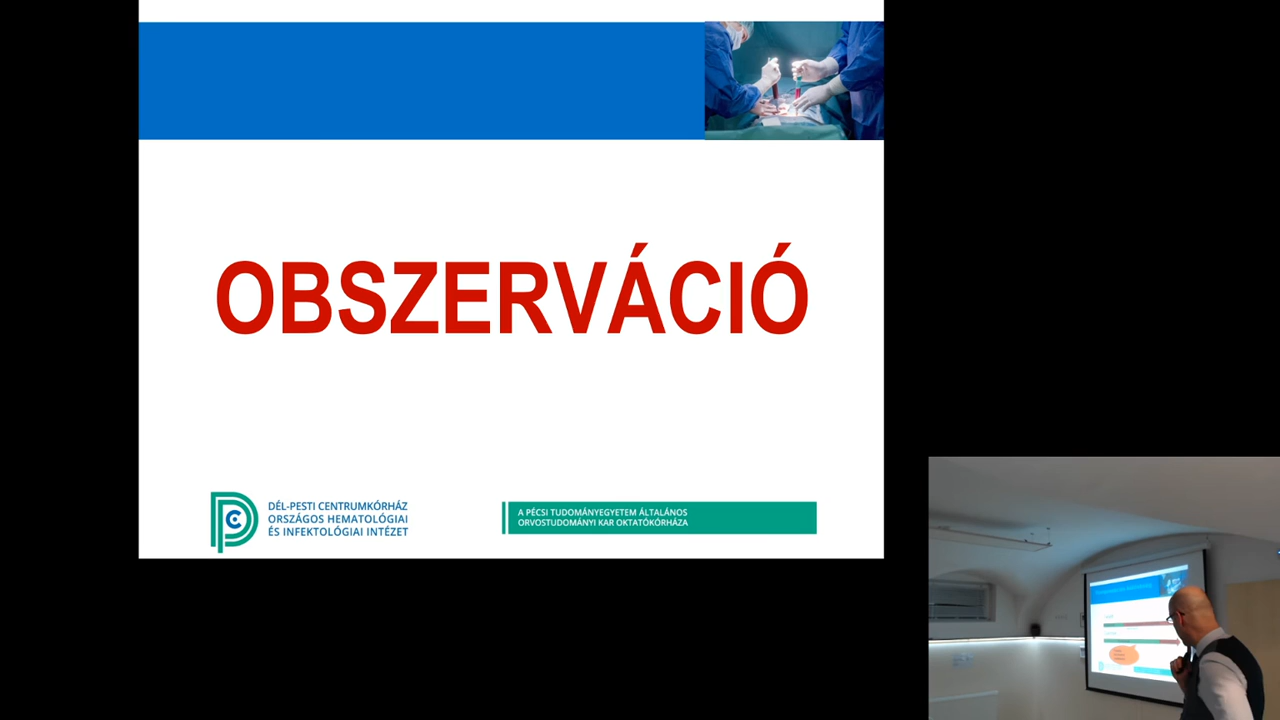 OBSZERVÁCIÓ
DÉL-PESTI CENTRUMKÓRHÁZ
ORSZÁGOS HEMATOLÓGIAI
ÉS INFEKTOLÓGIAI INTÉZET
A PÉCSI TUDOMÁNYEGYETEM ÁLTALÁNOS
ORVOSTUDOMÁNYI KAR OKTATÓKÓRHÁZA